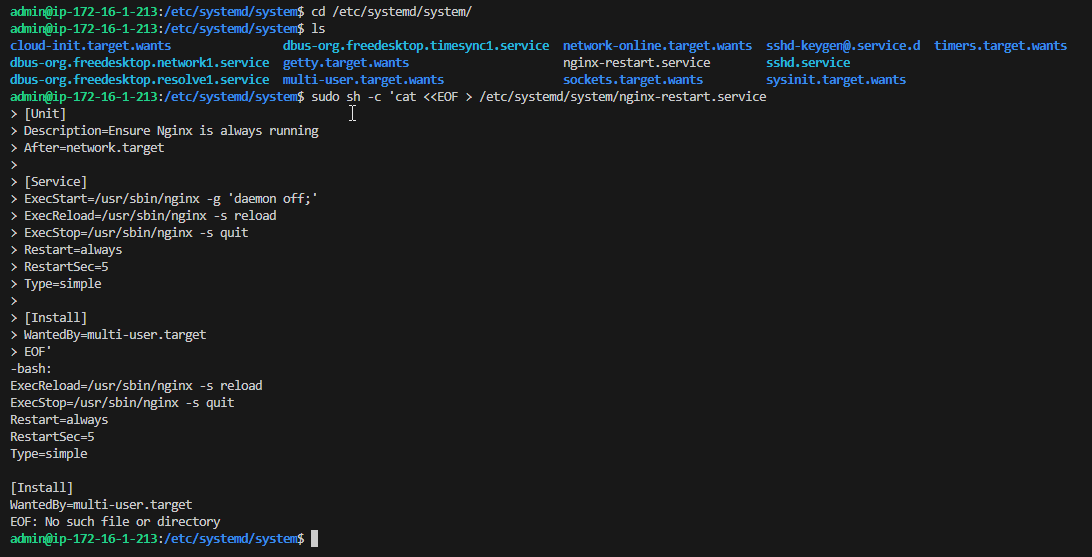 admin@ip-172-16-1-213:/etc/systemd/system$ cd /etc/systemd/system/
admin@ip-172-16-1-213:/etc/systemd/system$ ls
cloud-init.target.wants dbus-org.freedesktop.timesync1.service network-online.target.wants sshd-keygen@.service.d timers.target.wants
dbus-org.freedesktop.network1.service getty.target.wants nginx-restart.service sshd.service
dbus-org.freedesktop.resolve1.service multi-user.target.wants sockets.target.wants sysinit.target.wants
admin@ip-172-16-1-213:/etc/systemd/system$ sudo sh -c 'cat <<EOF > /etc/systemd/system/nginx-restart.service
> [Unit]
> Description=Ensure Nginx is always running
> After=network.target
>
> [Service]
> ExecStart=/usr/sbin/nginx -g 'daemon off;'
> ExecReload=/usr/sbin/nginx -s reload
> ExecStop=/usr/sbin/nginx -s quit
> Restart=always
> RestartSec=5
> Type=simple
>
> [Install]
> WantedBy=multi-user.target
> EOF'
-bash:
ExecReload=/usr/sbin/nginx -s reload
ExecStop=/usr/sbin/nginx -s quit
Restart=always
RestartSec=5
Type=simple

[Install]
WantedBy=multi-user.target
EOF: No such file or directory
admin@ip-172-16-1-213:/etc/systemd/system$